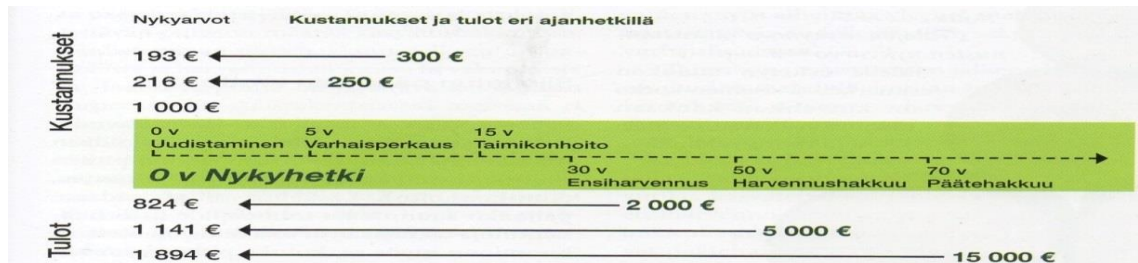 Nykyarvot Kustannukset ja tulot eri ajanhetkillä
Kustannukset
193 € 300 €
216 € 250 €
1 000 €
0 v 5 v 15 v
Uudistaminen Varhaisperkaus Taimikonhoito
0 v Nykyhetki
30 v 50 v 70 v
Ensiharvennus Harvennushakkuu Päätehakkuu
Tulot
824 € 2 000 €
1 141 € 5 000 €
1 894 € 15 000 €